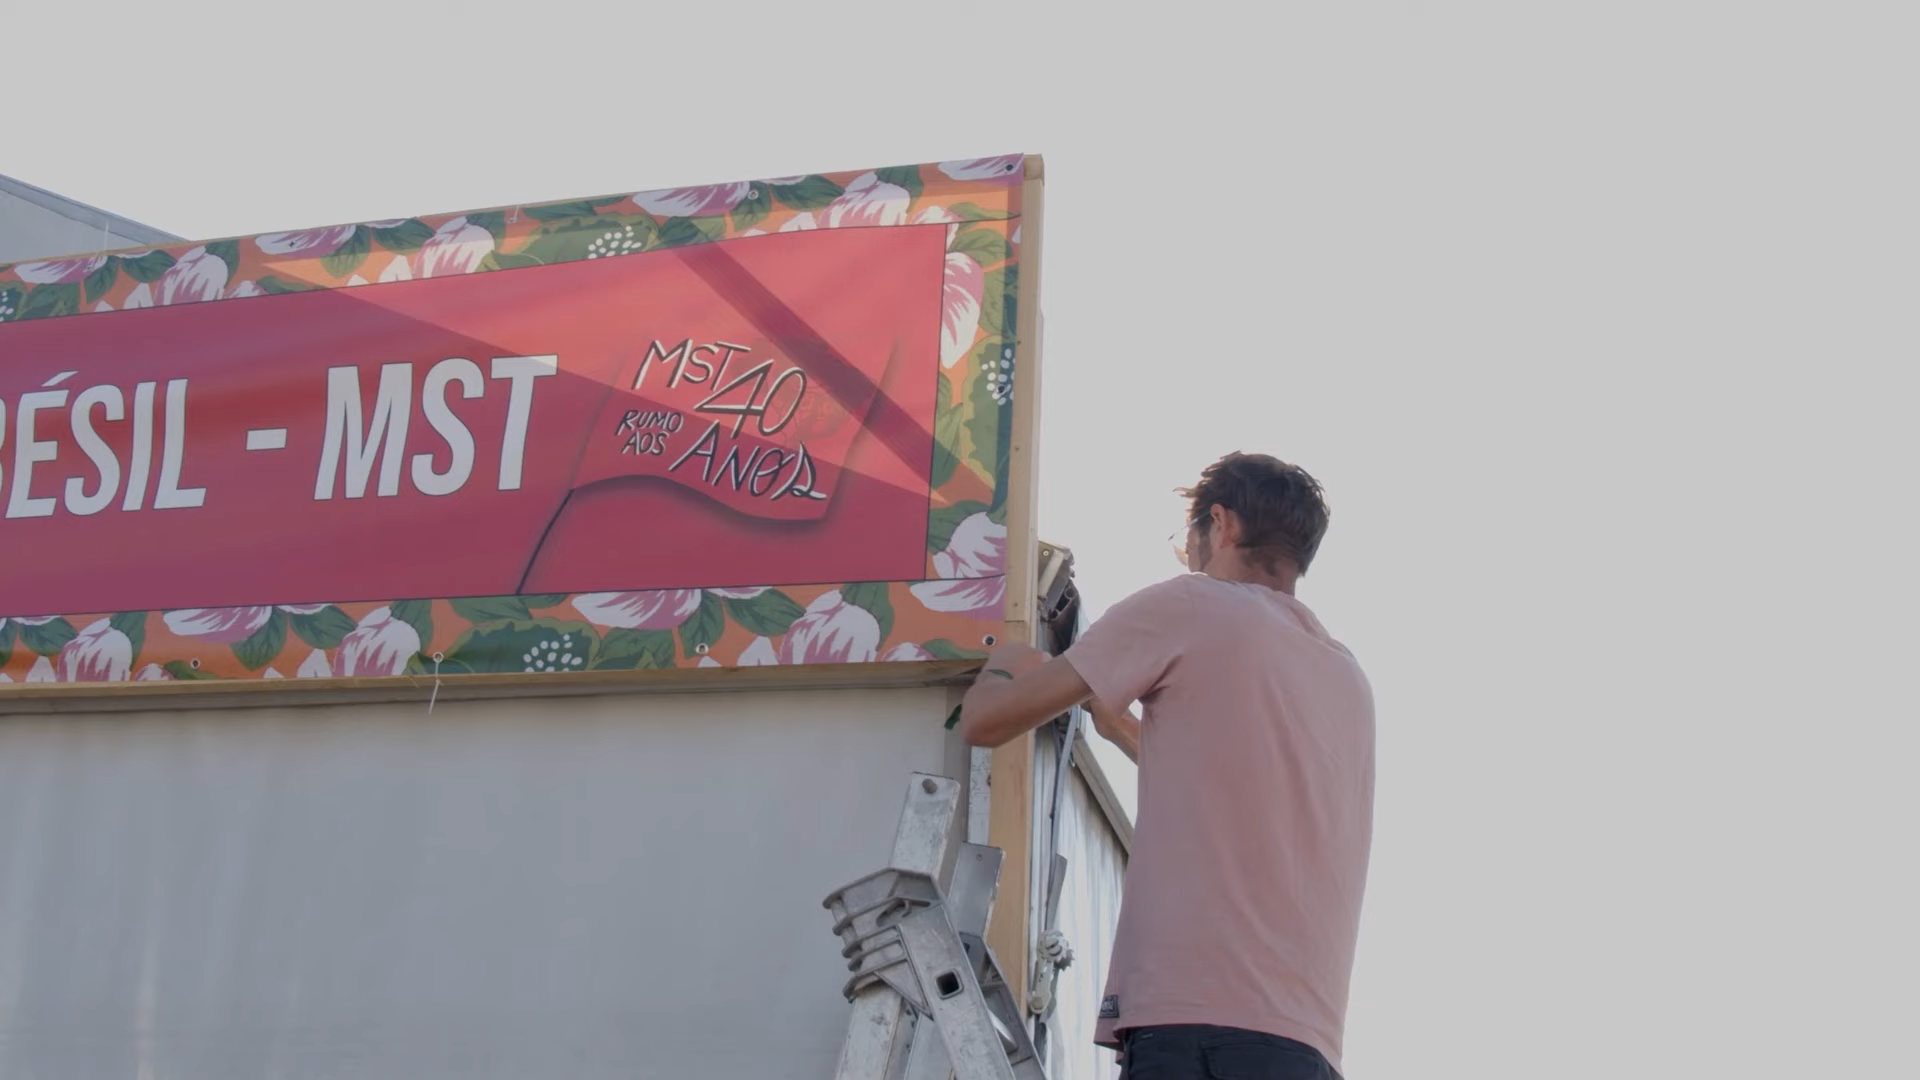 BÉSIL - MST
MST 40
RUMO
AOS
ANOS